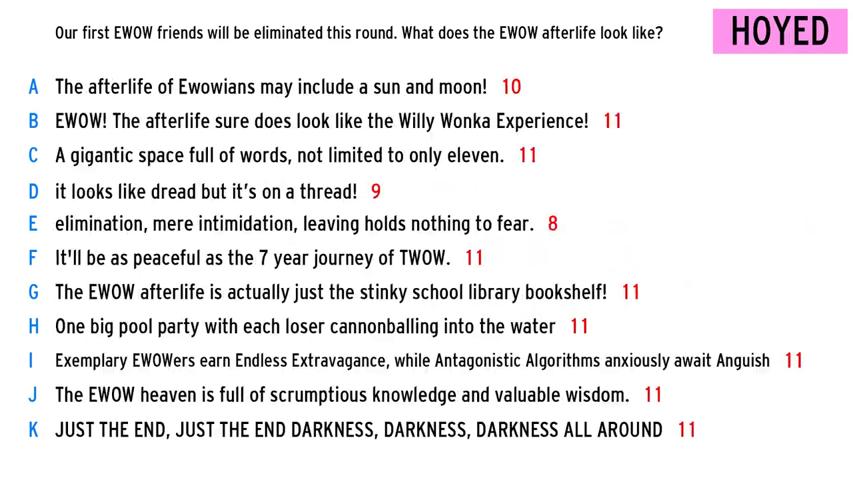 Our first EWOW friends will be eliminated this round. What does the EWOW afterlife look like?
HOYED
A The afterlife of Ewowians may include a sun and moon! 10
B EWOW! The afterlife sure does look like the Willy Wonka Experience! 11
C A gigantic space full of words, not limited to only eleven. 11
D it looks like dread but it's on a thread! 9
E elimination, mere intimidation, leaving holds nothing to fear. 8
F It'll be as peaceful as the 7 year journey of TWOW. 11
G The EWOW afterlife is actually just the stinky school library bookshelf! 11
H One big pool party with each loser cannonballing into the water 11
I Exemplary EWOWers earn Endless Extravagance, while Antagonistic Algorithms anxiously await Anguish 11
J The EWOW heaven is full of scrumptious knowledge and valuable wisdom. 11
K JUST THE END, JUST THE END DARKNESS, DARKNESS, DARKNESS ALL AROUND 11